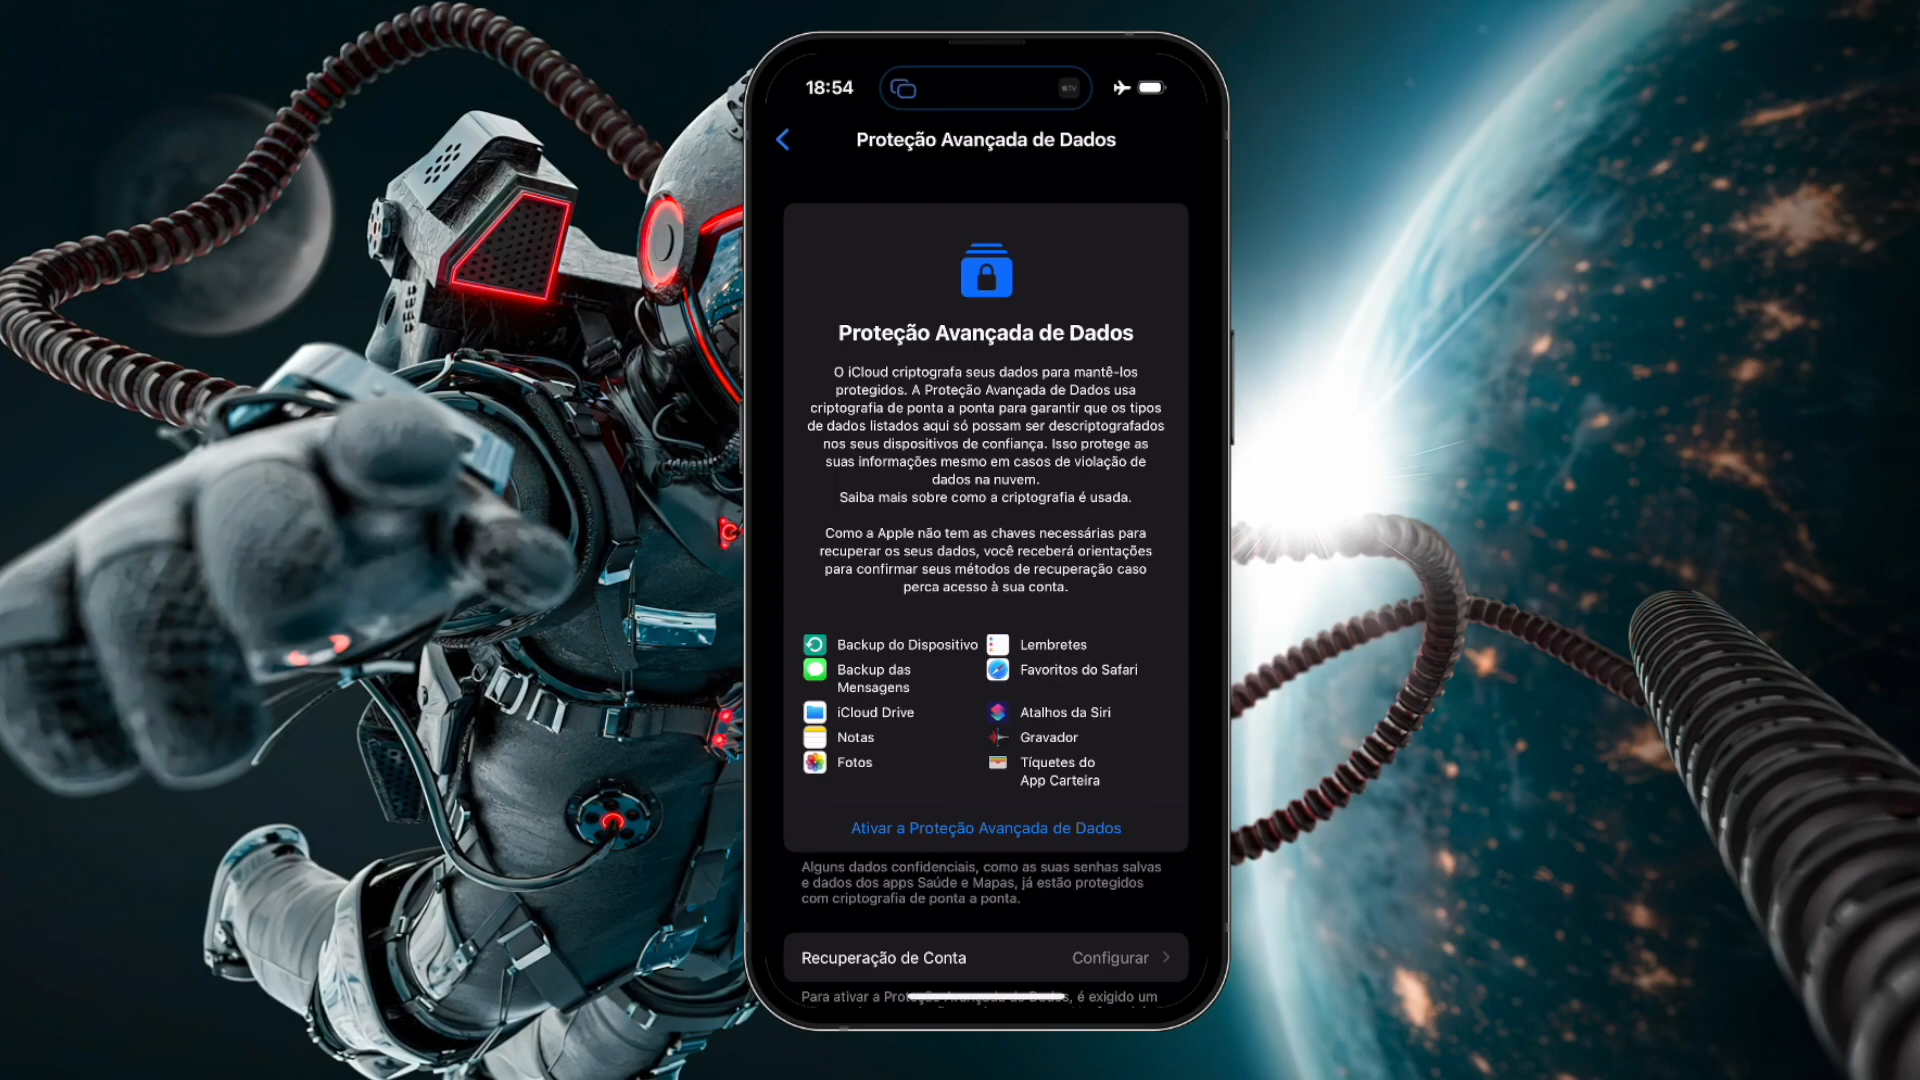 18:54
tv
Proteção Avançada de Dados
Proteção Avançada de Dados
O iCloud criptografa seus dados para mantê-los
protegidos. A Proteção Avançada de Dados usa
criptografia de ponta a ponta para garantir que os tipos
de dados listados aqui só possam ser descriptografados
nos seus dispositivos de confiança. Isso protege as
suas informações mesmo em casos de violação de
dados na nuvem.
Saiba mais sobre como a criptografia é usada.
Como a Apple não tem as chaves necessárias para
recuperar os seus dados, você receberá orientações
para confirmar seus métodos de recuperação caso
perca acesso à sua conta.
Backup do Dispositivo
Backup das
Mensagens
iCloud Drive
Notas
Fotos
Lembretes
Favoritos do Safari
Atalhos da Siri
Gravador
Tíquetes do
App Carteira
Ativar a Proteção Avançada de Dados
Alguns dados confidenciais, como as suas senhas salvas
e dados dos apps Saúde e Mapas, já estão protegidos
com criptografia de ponta a ponta.
Recuperação de Conta
Configurar
Para ativar a Proteção Avançada de Dados, é exigido um